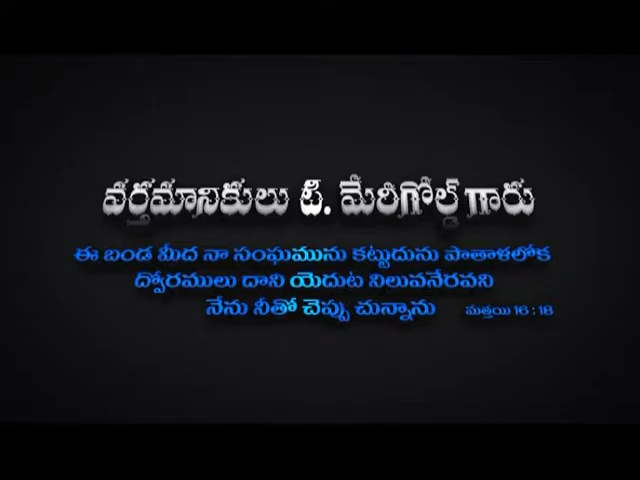 వర్తమానికులు టి. మేరిగోల్డ్ గారు
ఈ బండ మీద నా సంఘమును కట్టుదును పాతాళలోక
ద్వోరములు దాని యెదుట నిలువనేరవని
నేను నీతో చెప్పు చున్నాను మత్తయి 16 : 18